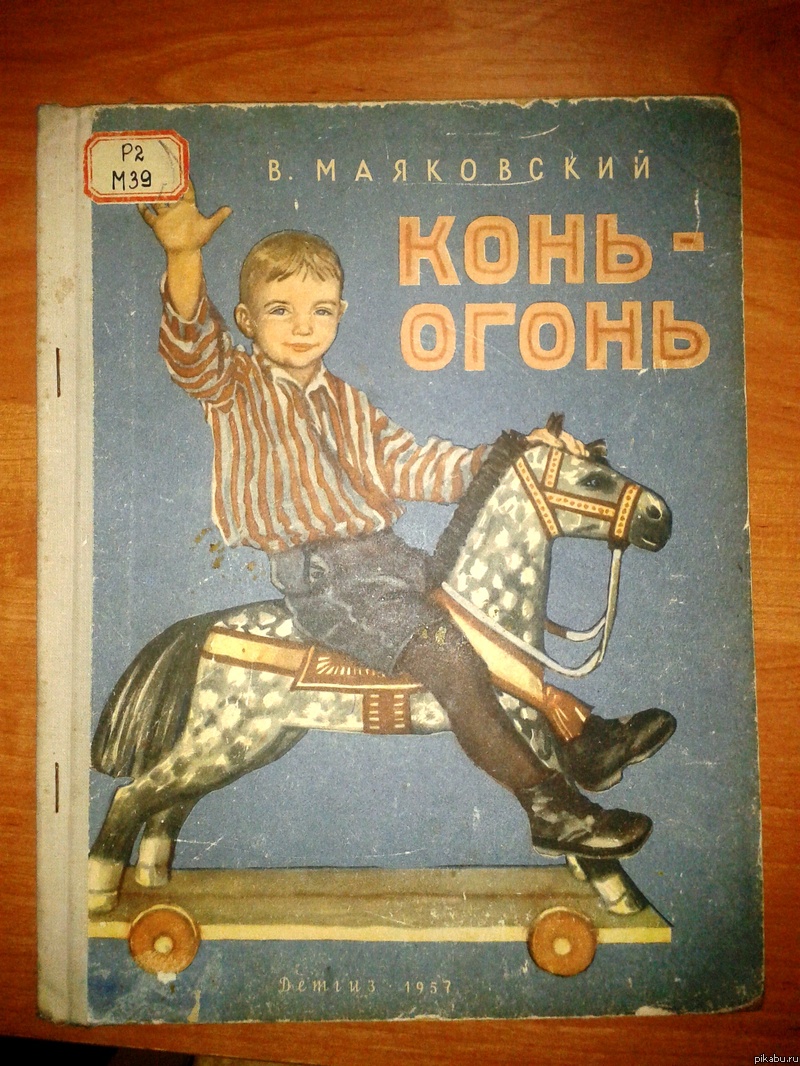 Р2
М39
В. МАЯКОВСКИЙ
КОНЬ-
ОГОНЬ
Детгиз 1957
pikabu.ru